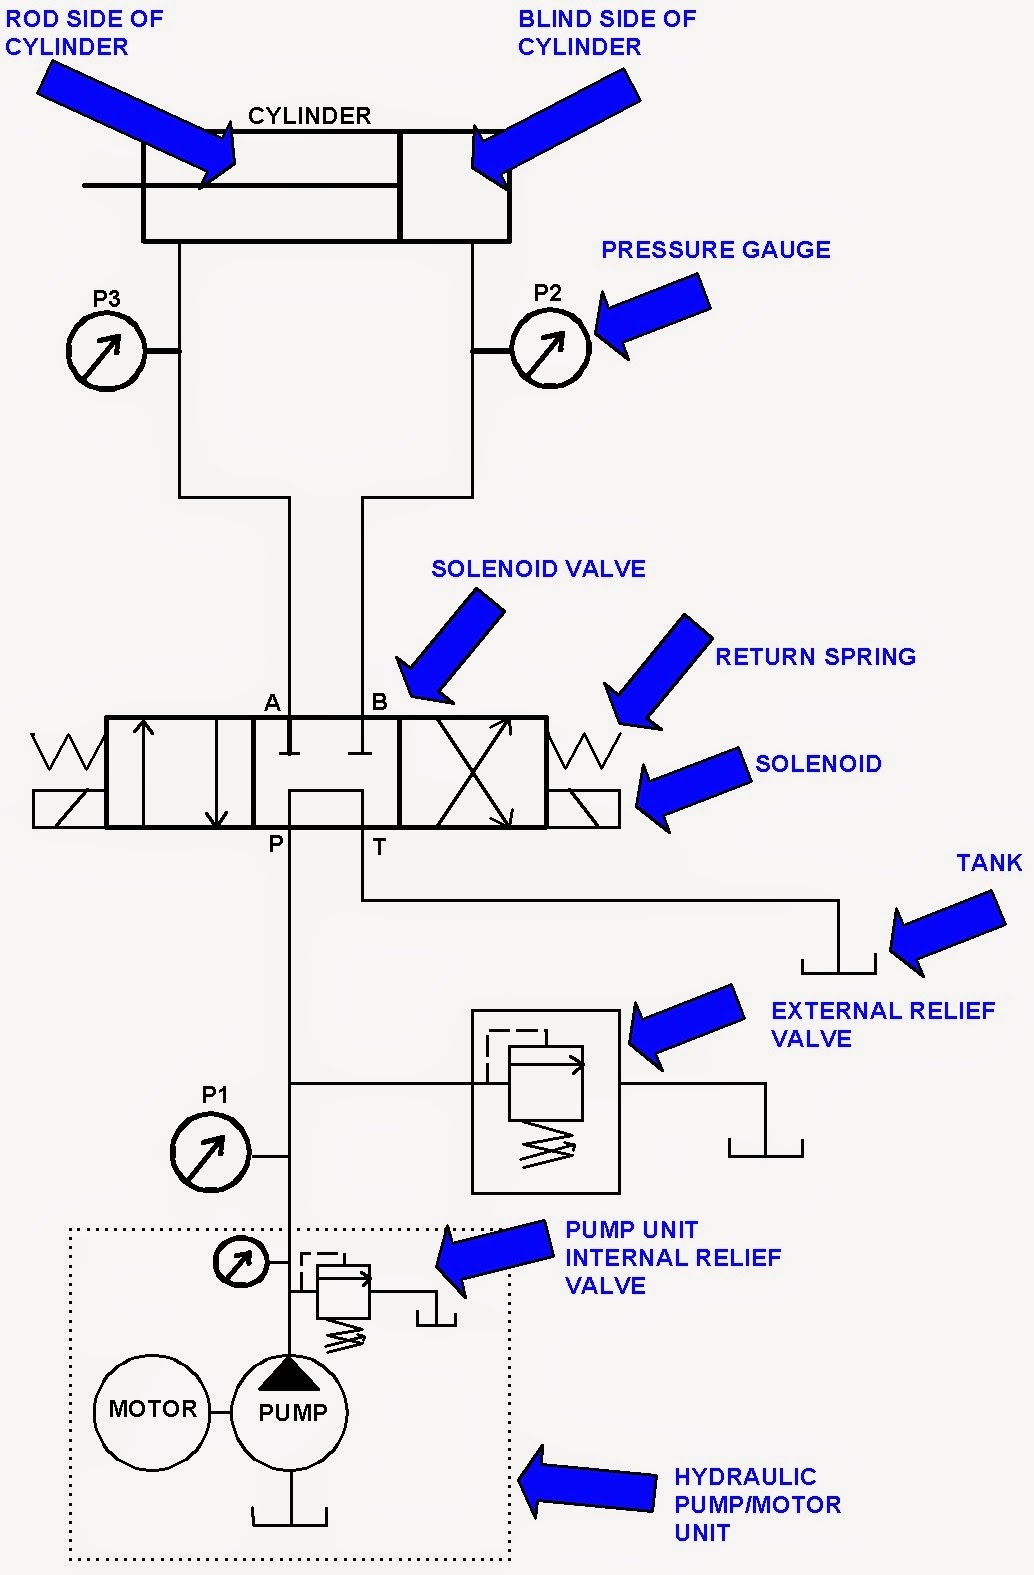 ROD SIDE OF
CYLINDER
BLIND SIDE OF
CYLINDER
CYLINDER
PRESSURE GAUGE
P3
P2
SOLENOID VALVE
RETURN SPRING
A
B
SOLENOID
P
T
TANK
EXTERNAL RELIEF
VALVE
P1
PUMP UNIT
INTERNAL RELIEF
VALVE
MOTOR
PUMP
HYDRAULIC
PUMP/MOTOR
UNIT